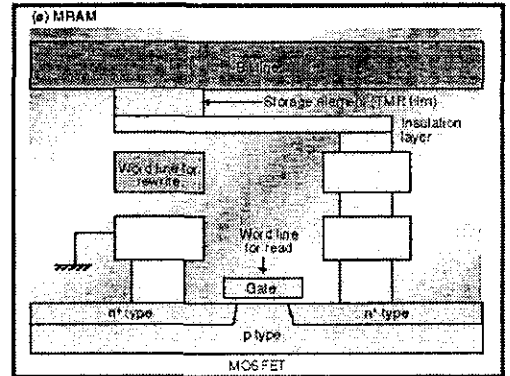 (e) MRAM
Bit line
Storage element (TMR film)
Insulation
layer
Word line for
rewrite
Word line
for read
Gate
n⁺ type
n⁺ type
p type
MOSFET